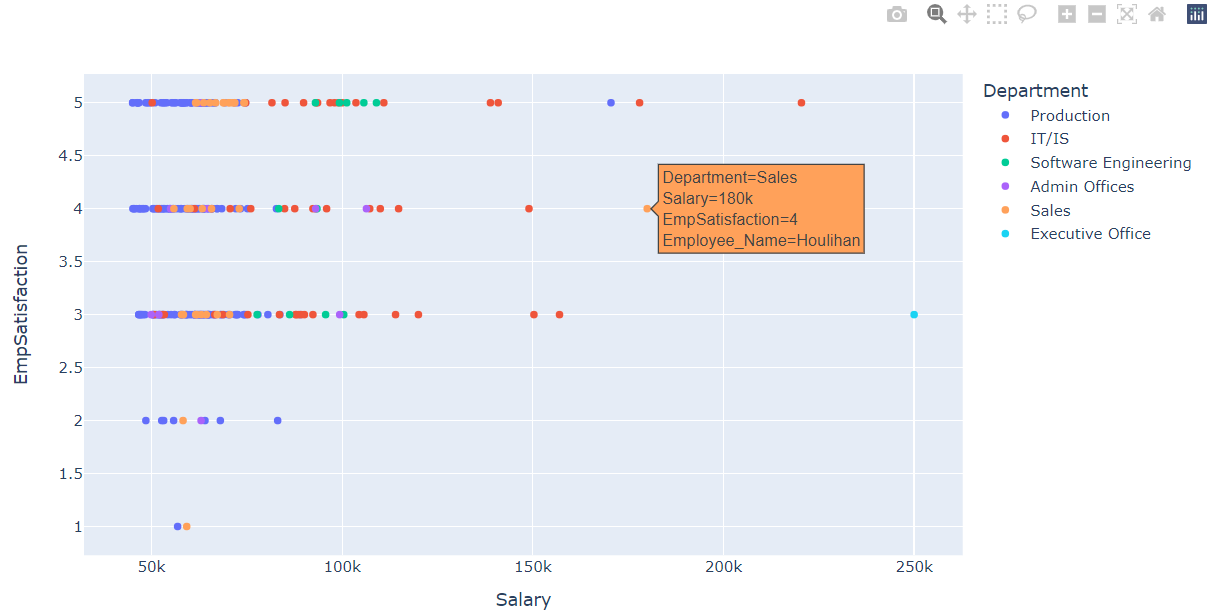 Department
Production
IT/IS
Software Engineering
Admin Offices
Sales
Executive Office
EmpSatisfaction
5
4.5
4
3.5
3
2.5
2
1.5
1
Department=Sales
Salary=180k
EmpSatisfaction=4
Employee_Name=Houlihan
50k
100k
150k
200k
250k
Salary